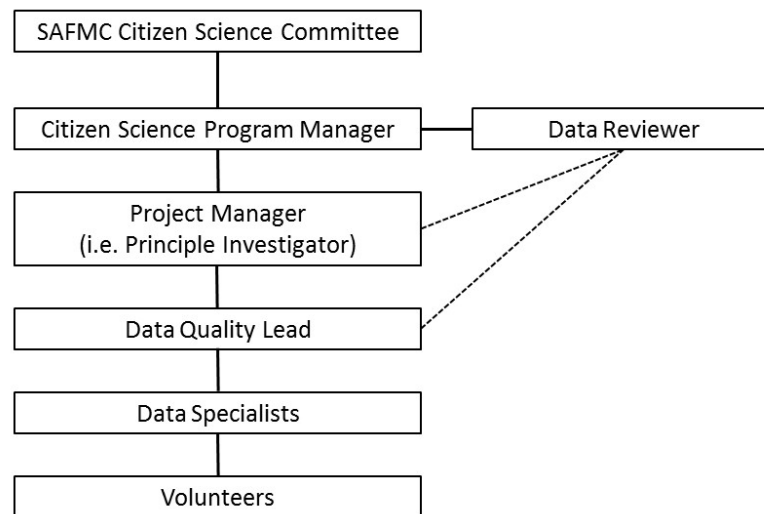 SAFMC Citizen Science Committee
Citizen Science Program Manager
Data Reviewer
Project Manager
(i.e. Principle Investigator)
Data Quality Lead
Data Specialists
Volunteers